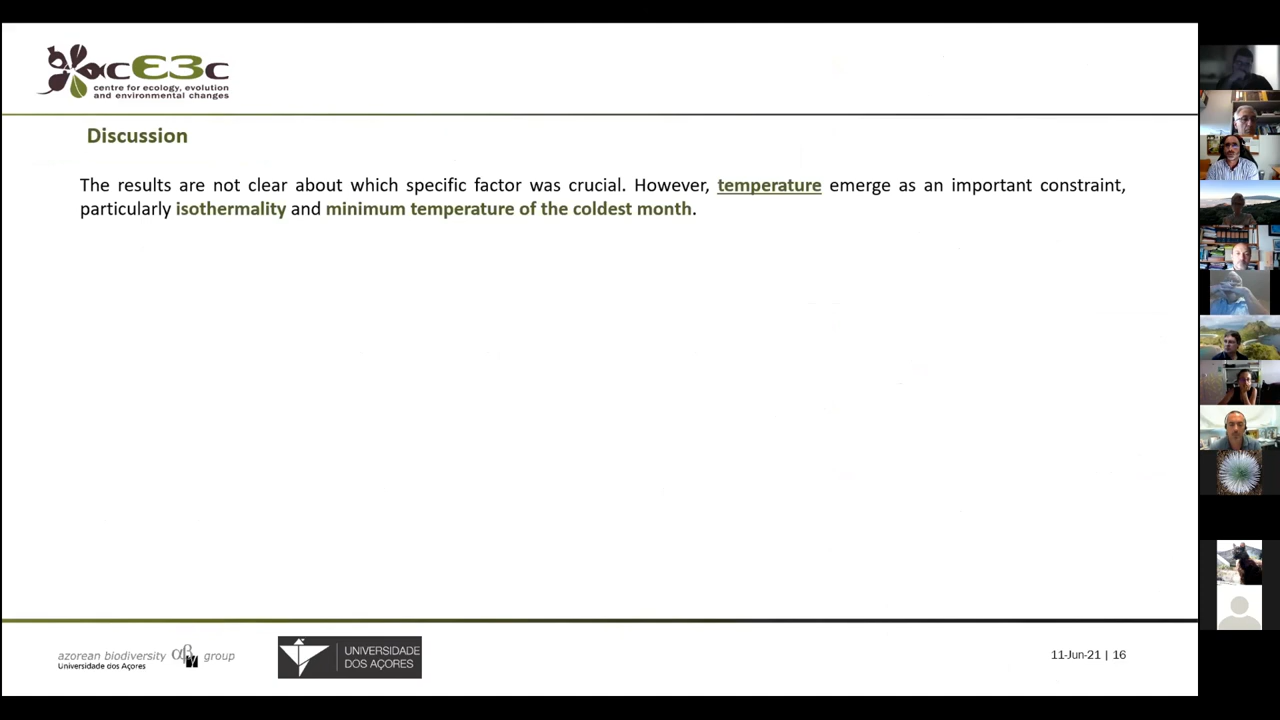 cE3c
centre for ecology, evolution
and environmental changes
Discussion
The results are not clear about which specific factor was crucial. However, temperature emerge as an important constraint,
particularly isothermality and minimum temperature of the coldest month.
azorean biodiversity αβγ group
Universidade dos Açores
UNIVERSIDADE
DOS AÇORES
11-Jun-21 | 16